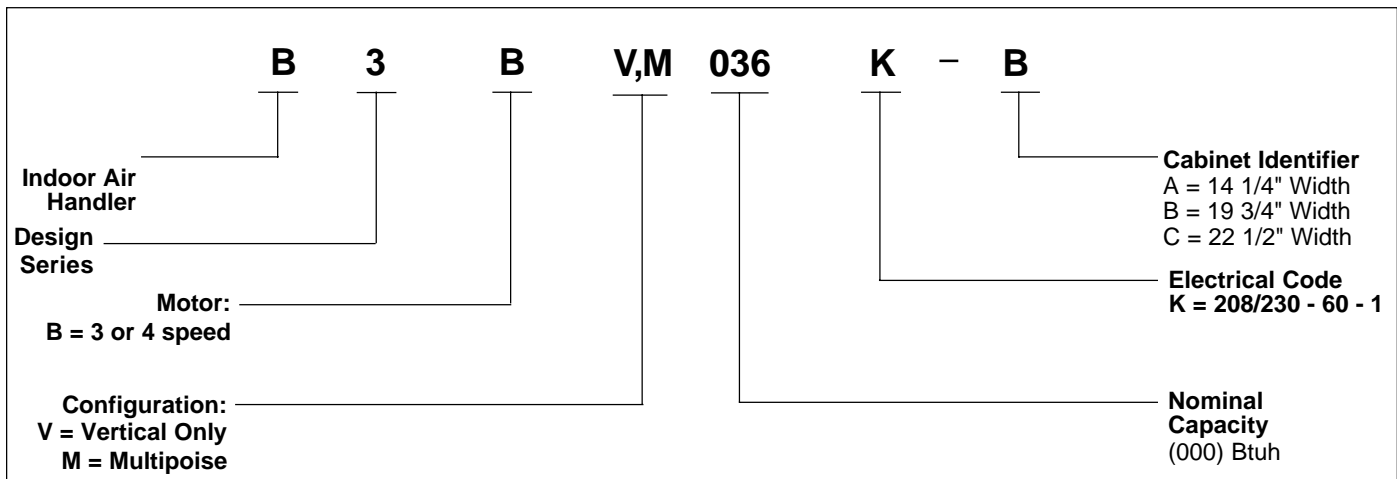 B 3 B V,M 036 K – B
Indoor Air
Handler
Design
Series
Motor:
B = 3 or 4 speed
Configuration:
V = Vertical Only
M = Multipoise
Cabinet Identifier
A = 14 1/4" Width
B = 19 3/4" Width
C = 22 1/2" Width
Electrical Code
K = 208/230 - 60 - 1
Nominal
Capacity
(000) Btuh